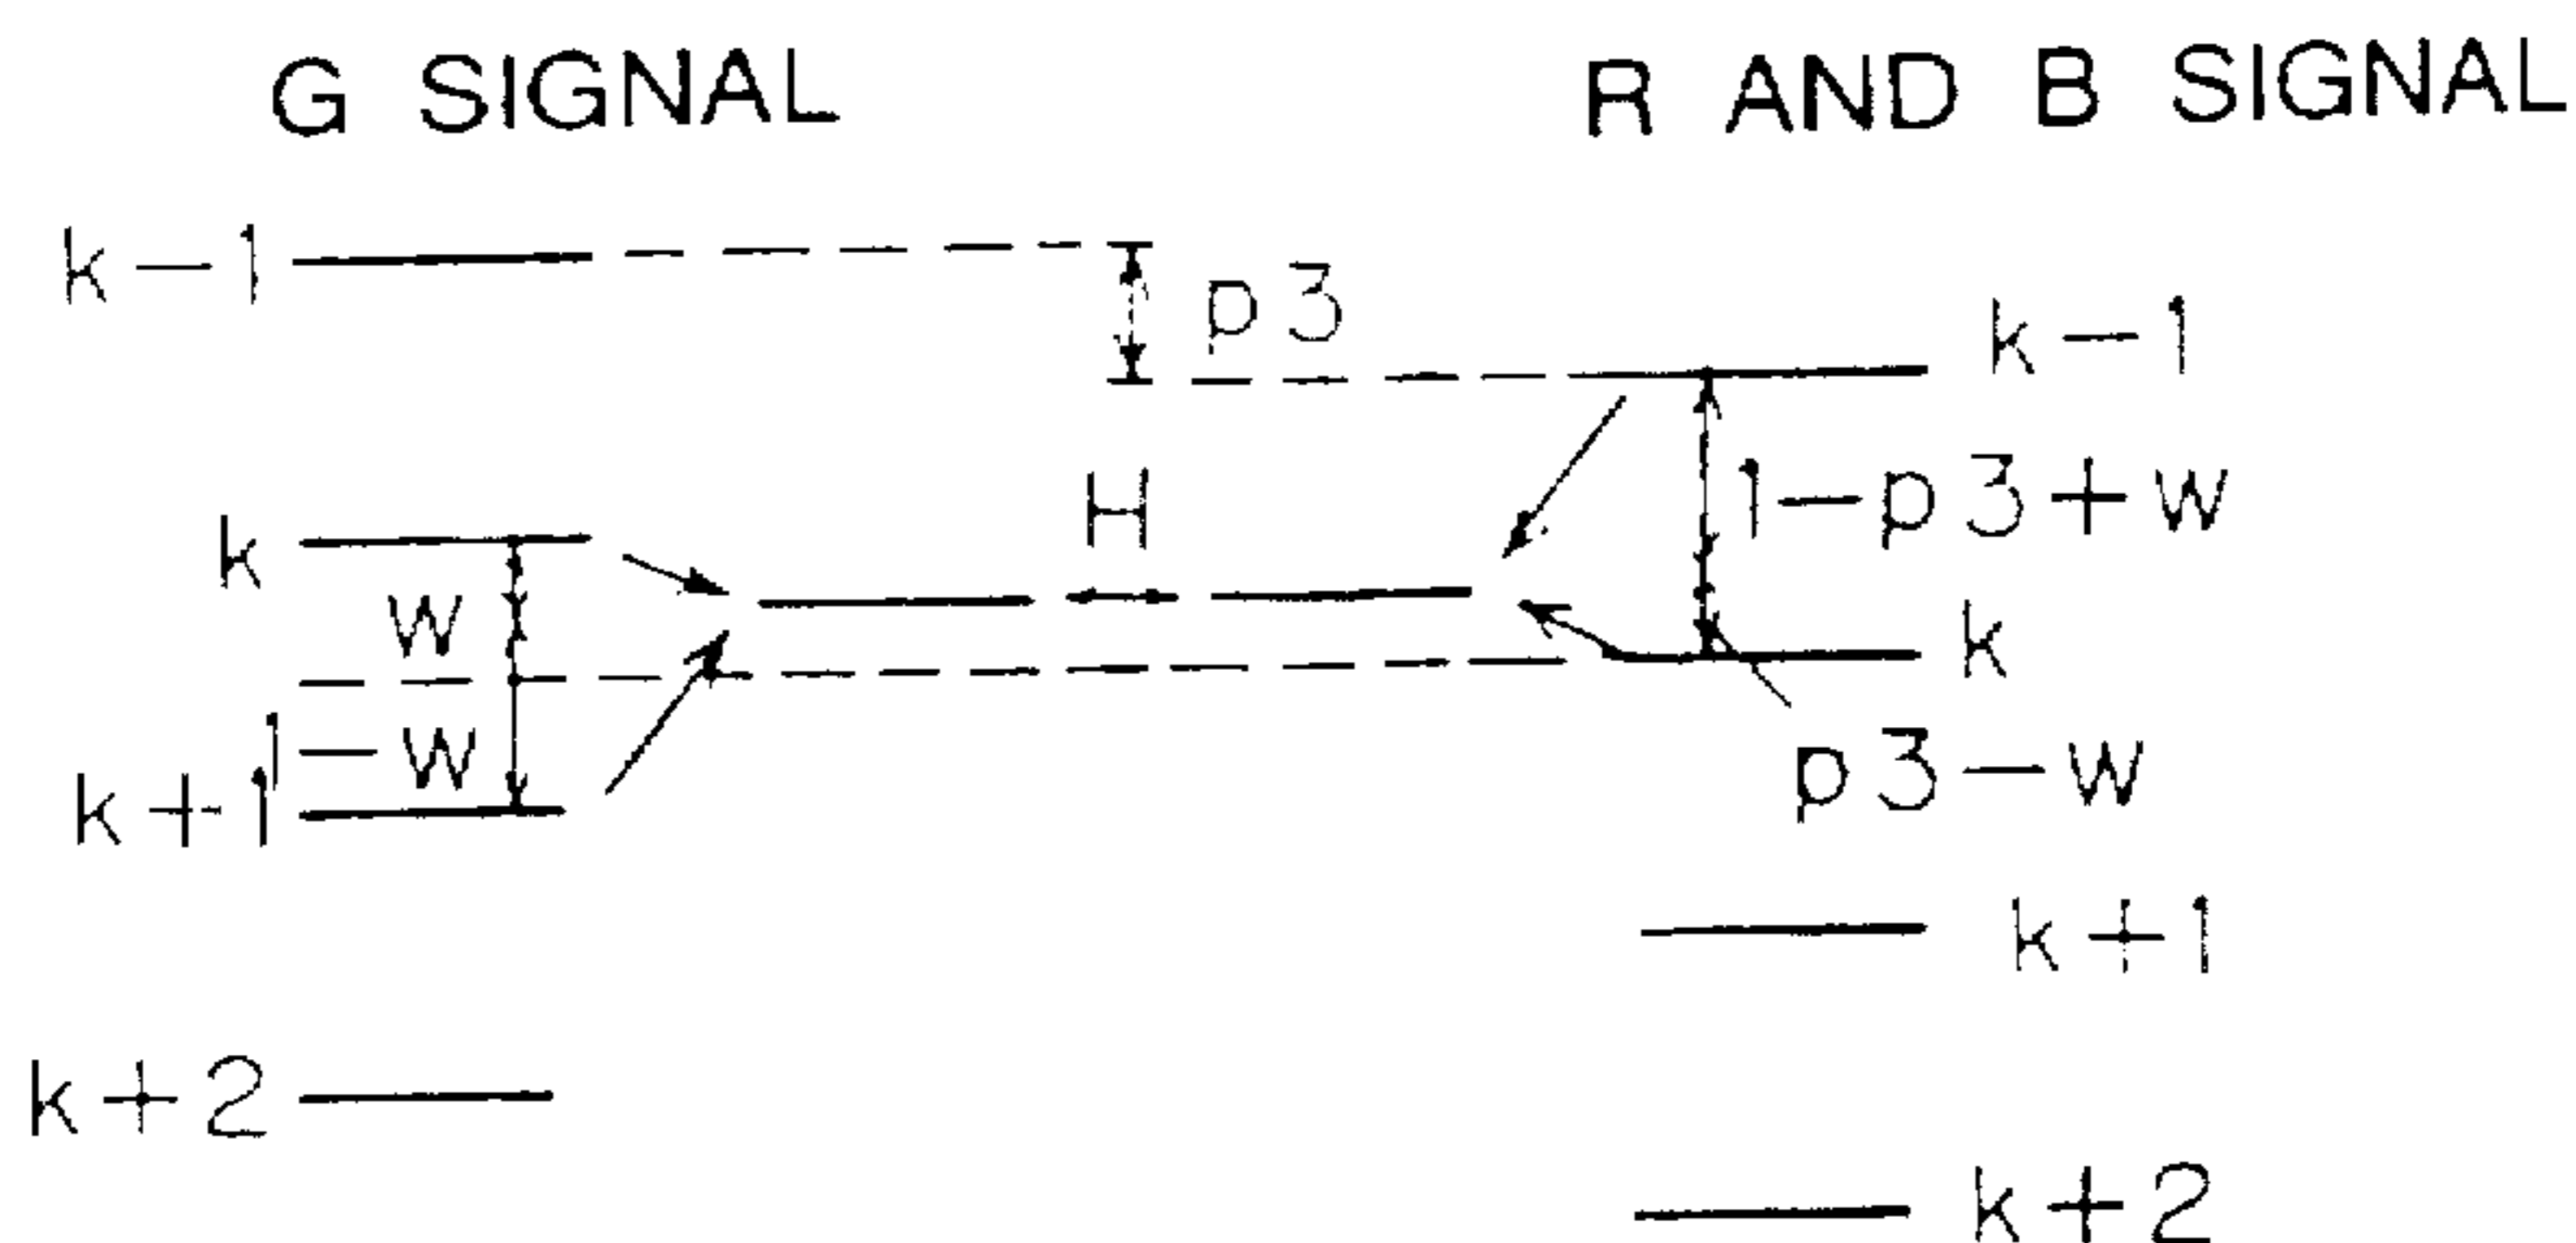 G SIGNAL R AND B SIGNAL
k-1
p3
k-1
H
1-p3+w
k
w
k
1-w
p3-w
k+1
k+1
k+2
k+2